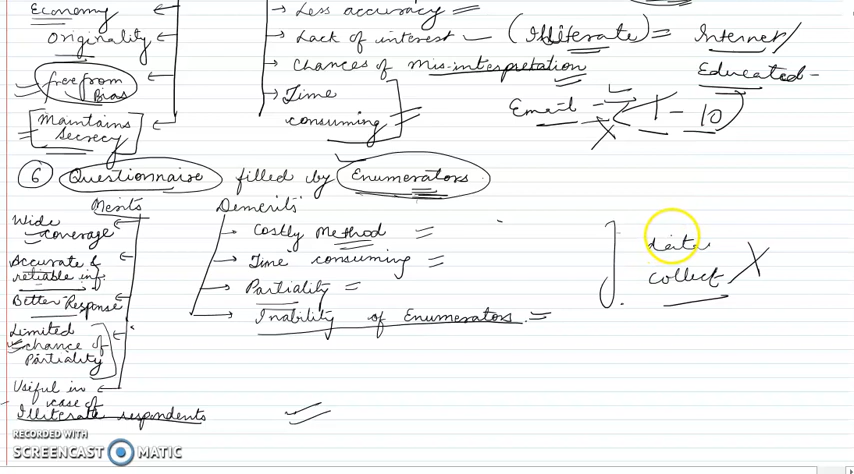 Economy
Originality
free from
Bias
Maintains
Secrecy
→ Less accuracy
→ Lack of interest – (Illiterate) = Internet/
→ Chances of Mis-interpretation
Educated –
→ Time
consuming
Email – 1 – 10
⑥ Questionnaire filled by Enumerators
Merits
Wide
coverage
Accurate &
reliable inf.
Better Response
Limited
chance of
Partiality
Useful in
case of
Illiterate respondents
Demerits
→ Costly Method
→ Time consuming
→ Partiality
→ Inability of Enumerators
data
collect X
RECORDED WITH
SCREENCAST MATIC